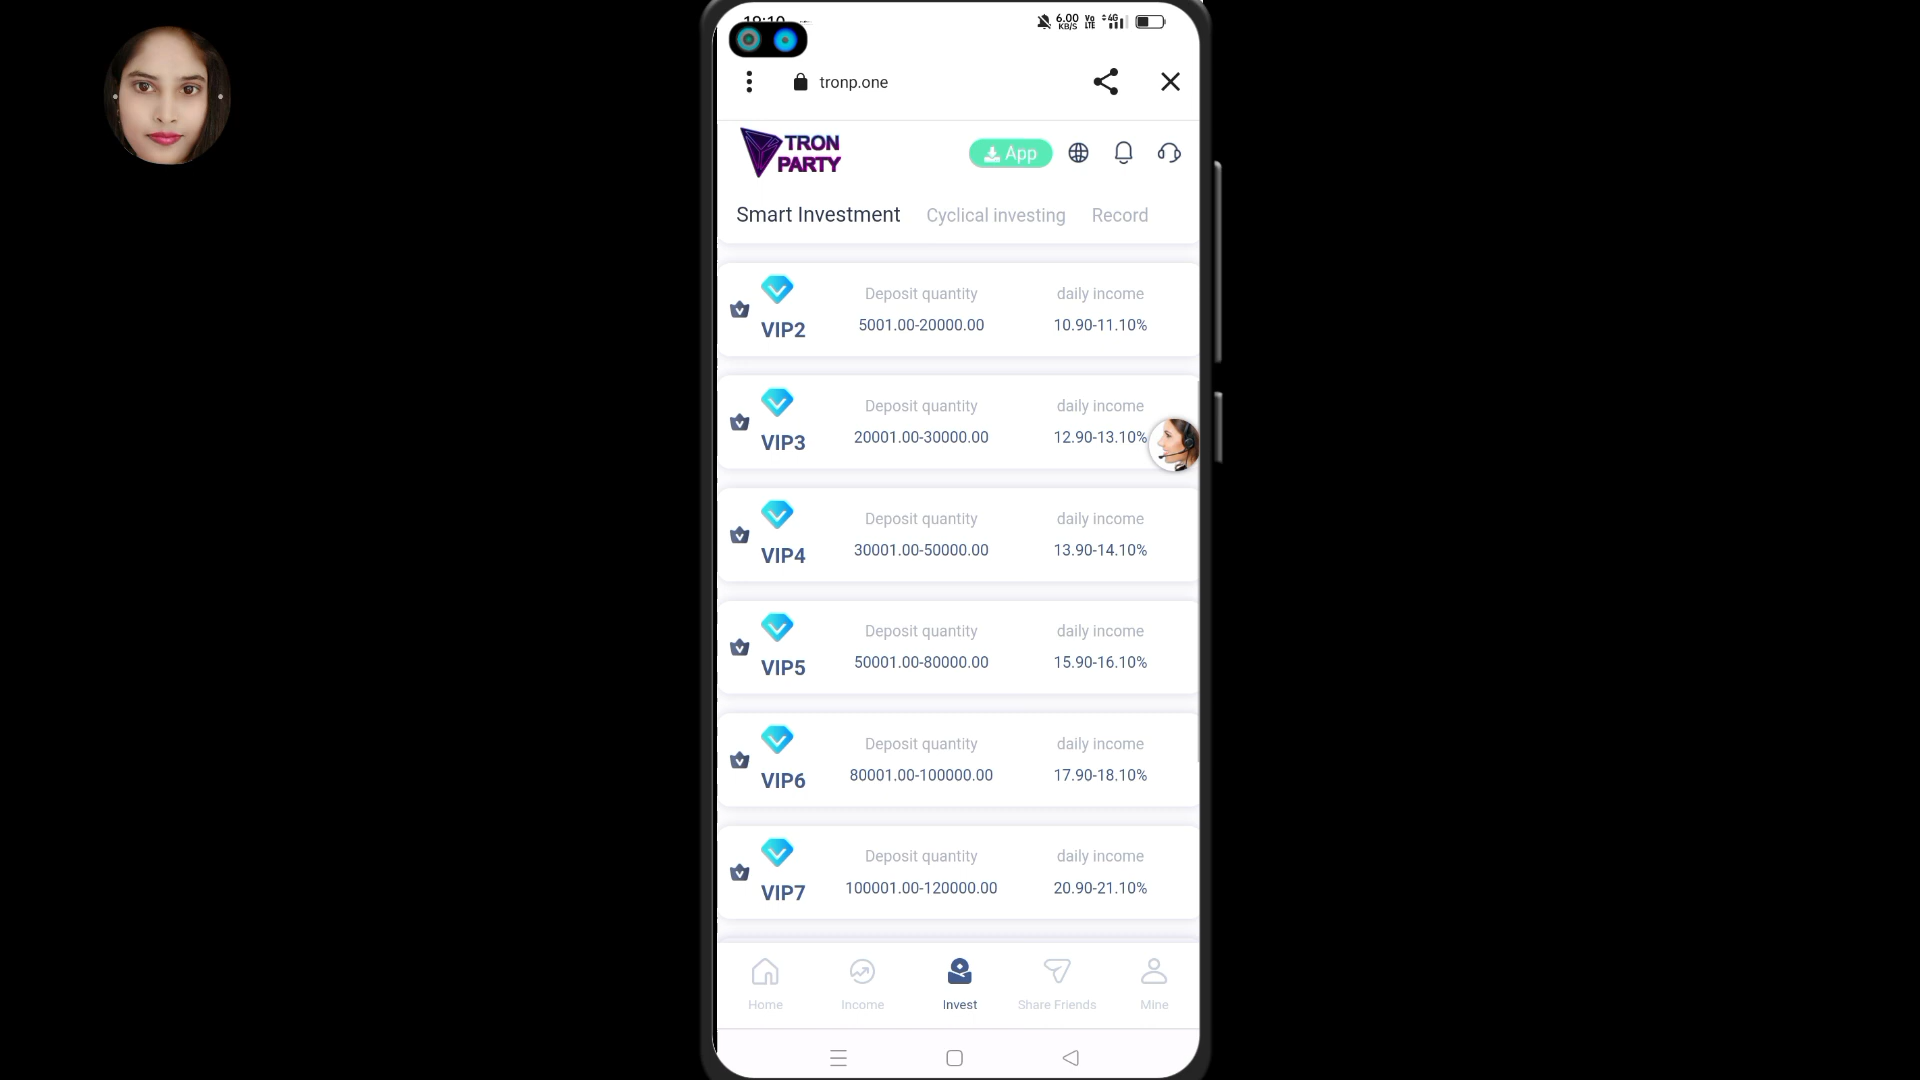 6.00
KB/S
Vo
LTE
4G
tronp.one
TRON
PARTY
App
Smart Investment Cyclical investing Record
Deposit quantity daily income
VIP2 5001.00-20000.00 10.90-11.10%
Deposit quantity daily income
VIP3 20001.00-30000.00 12.90-13.10%
Deposit quantity daily income
VIP4 30001.00-50000.00 13.90-14.10%
Deposit quantity daily income
VIP5 50001.00-80000.00 15.90-16.10%
Deposit quantity daily income
VIP6 80001.00-100000.00 17.90-18.10%
Deposit quantity daily income
VIP7 100001.00-120000.00 20.90-21.10%
Home Income Invest Share Friends Mine